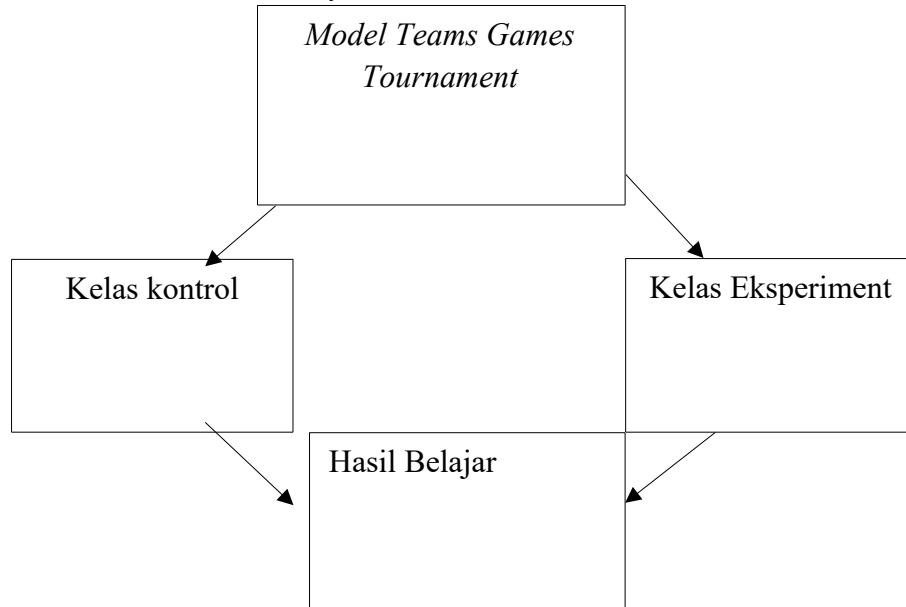 Model Teams Games
Tournament
Kelas kontrol
Kelas Eksperiment
Hasil Belajar